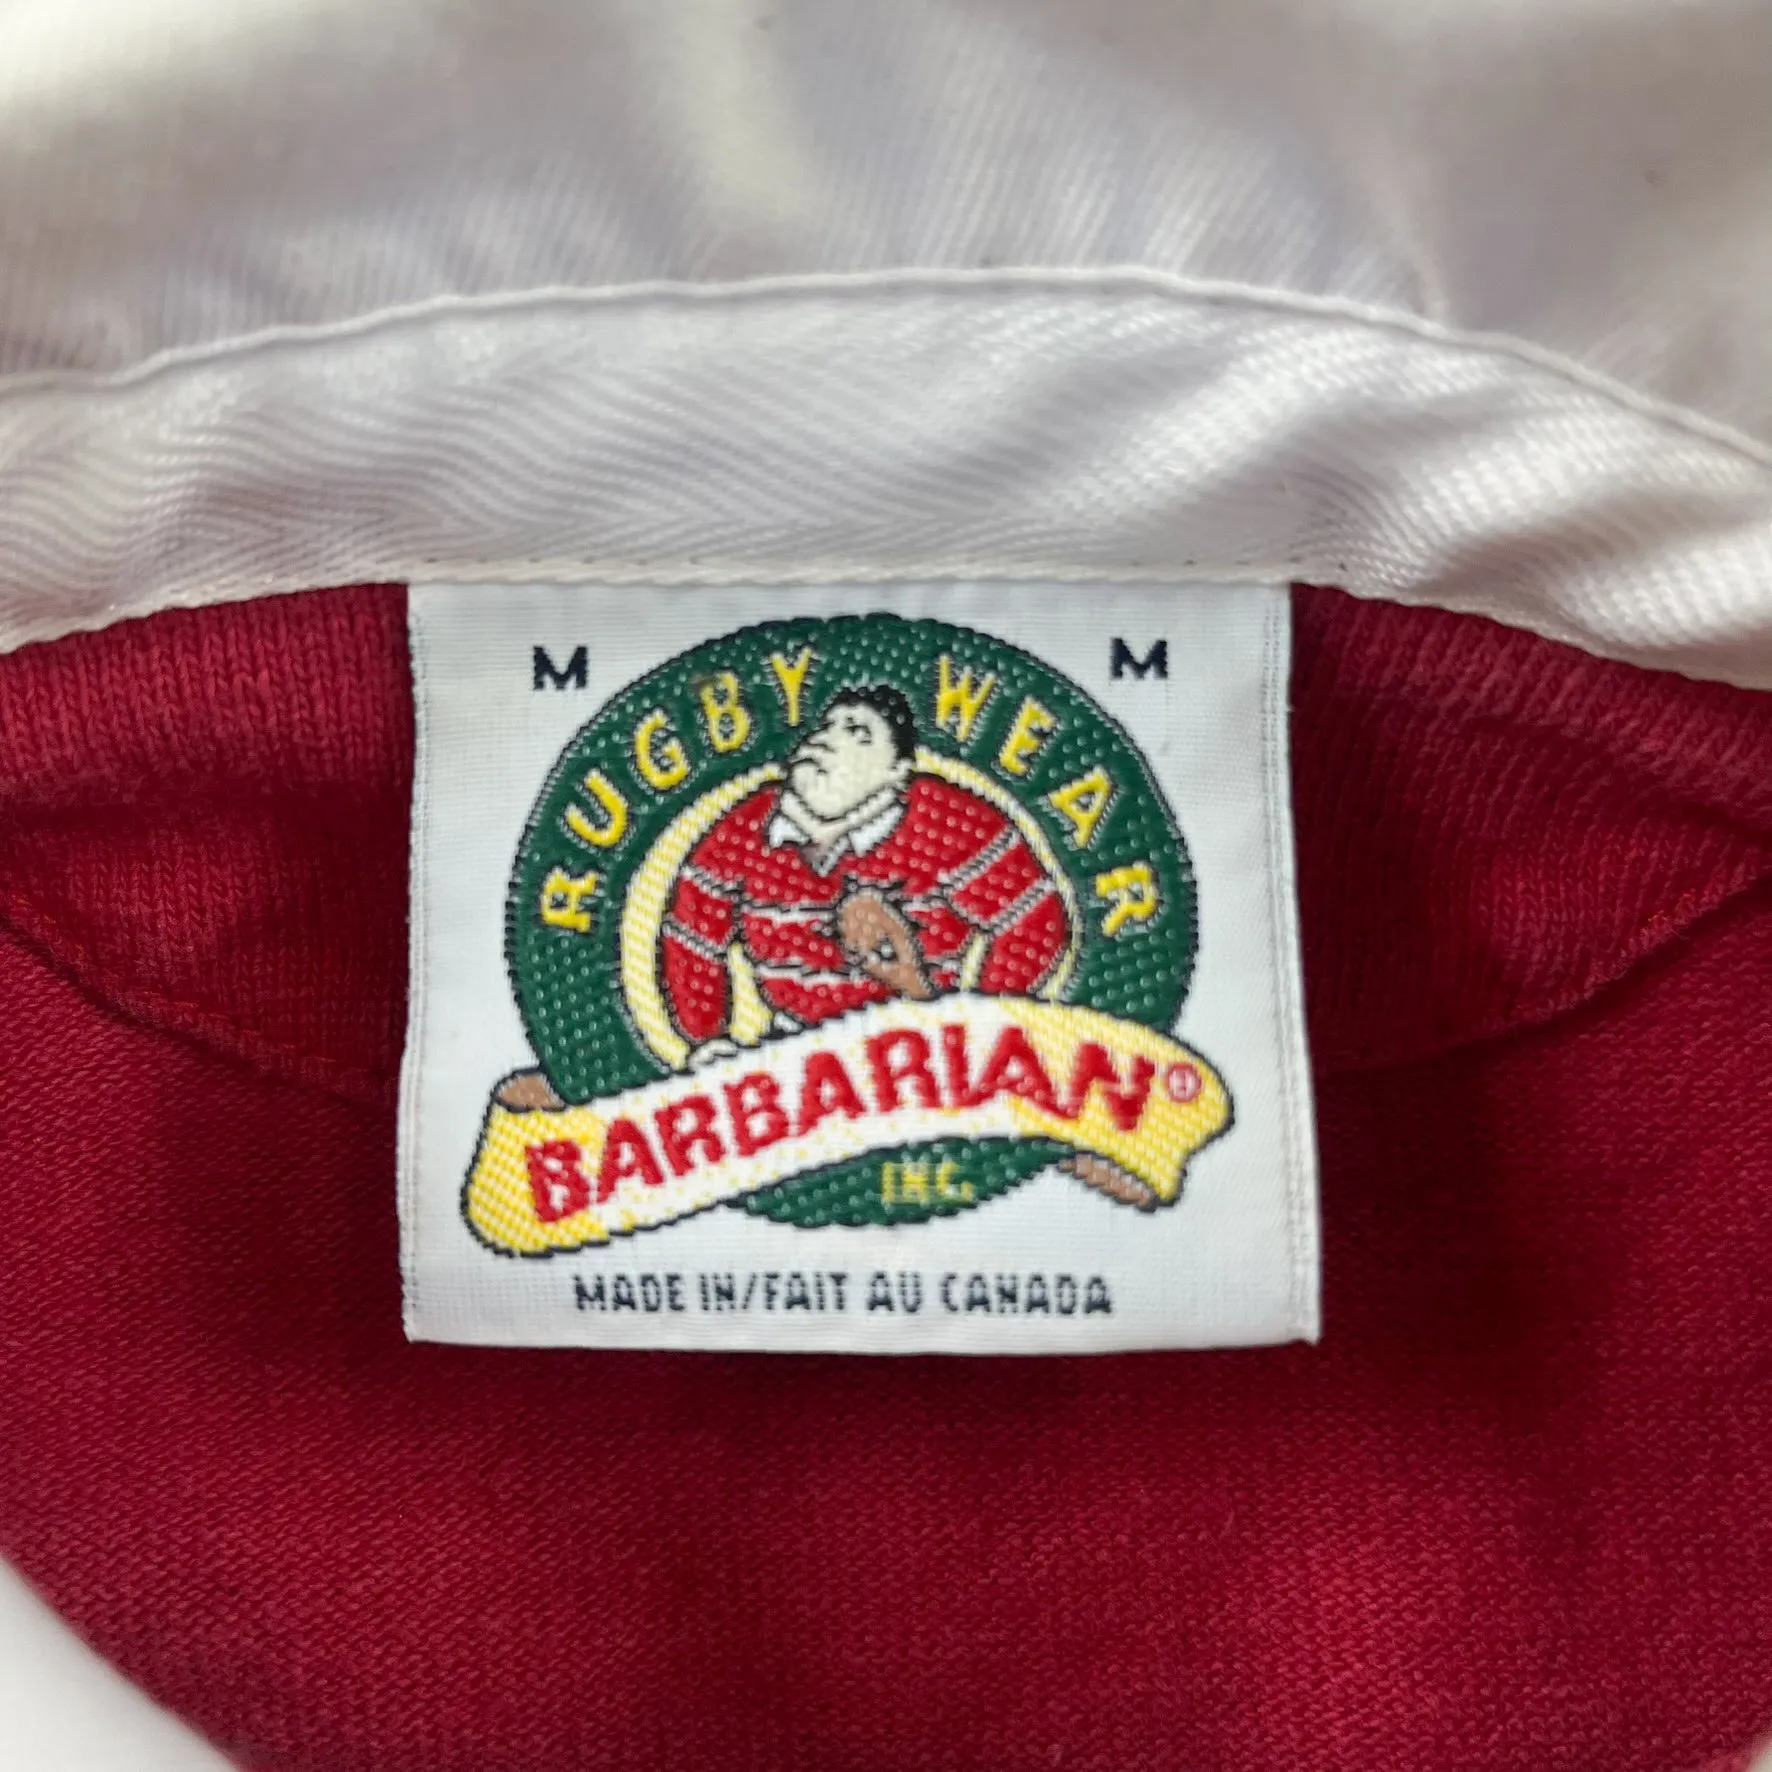 M M
RUGBY WEAR
BARBARIAN®
INC.
MADE IN/FAIT AU CANADA